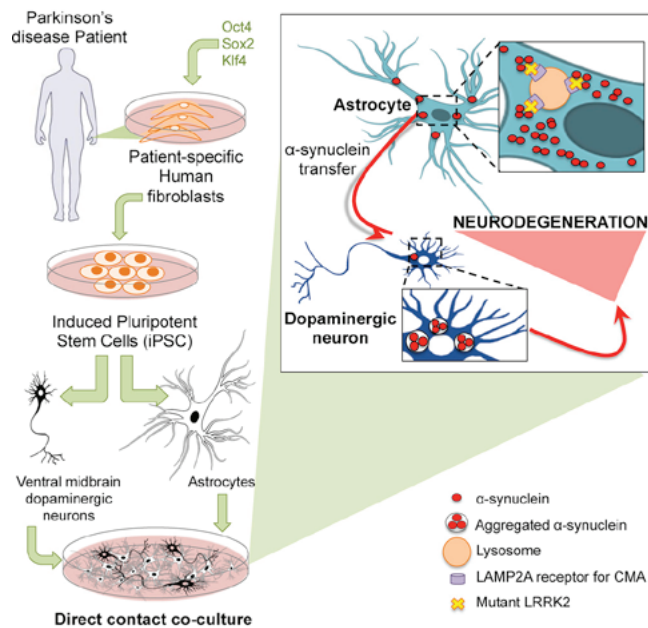 Parkinson's
disease Patient
Oct4
Sox2
Klf4
Patient-specific
Human
fibroblasts
Induced Pluripotent
Stem Cells (iPSC)
Ventral midbrain
dopaminergic
neurons
Astrocytes
Direct contact co-culture
Astrocyte
α-synuclein
transfer
NEURODEGENERATION
Dopaminergic
neuron
α-synuclein
Aggregated α-synuclein
Lysosome
LAMP2A receptor for CMA
Mutant LRRK2